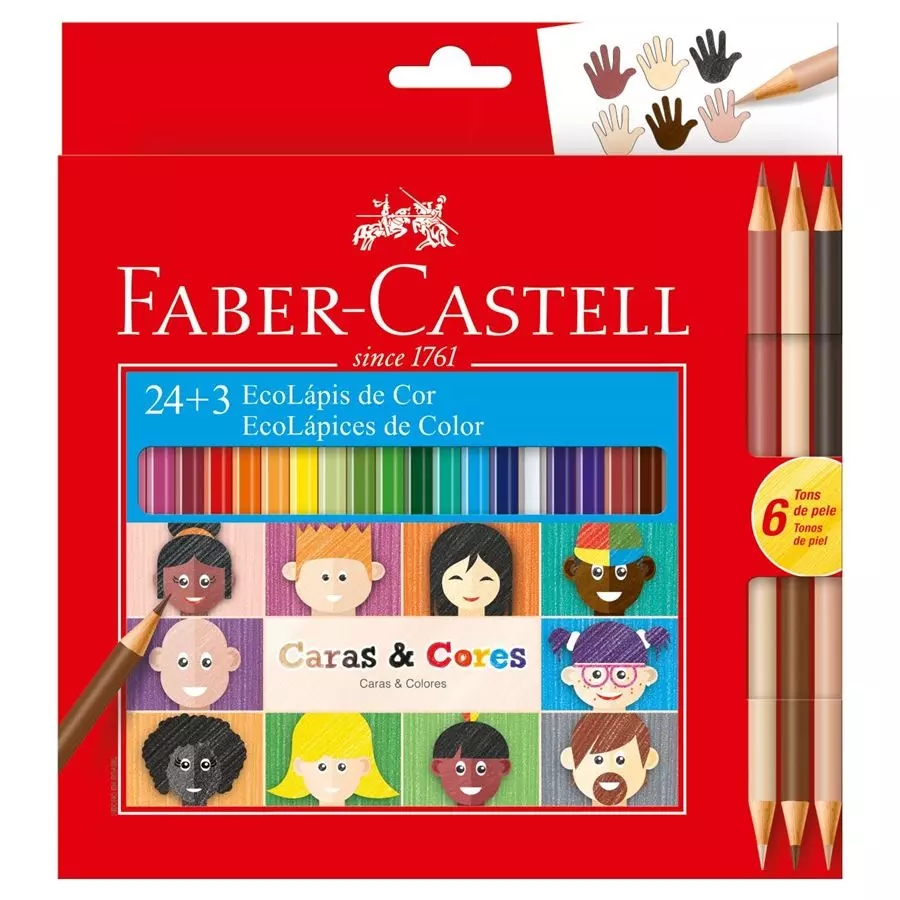 FABER-CASTELL
since 1761
24+3 EcoLápis de Cor
EcoLápices de Color
6 Tons
de pele
Tonos
de piel
Caras & Cores
Caras & Colores